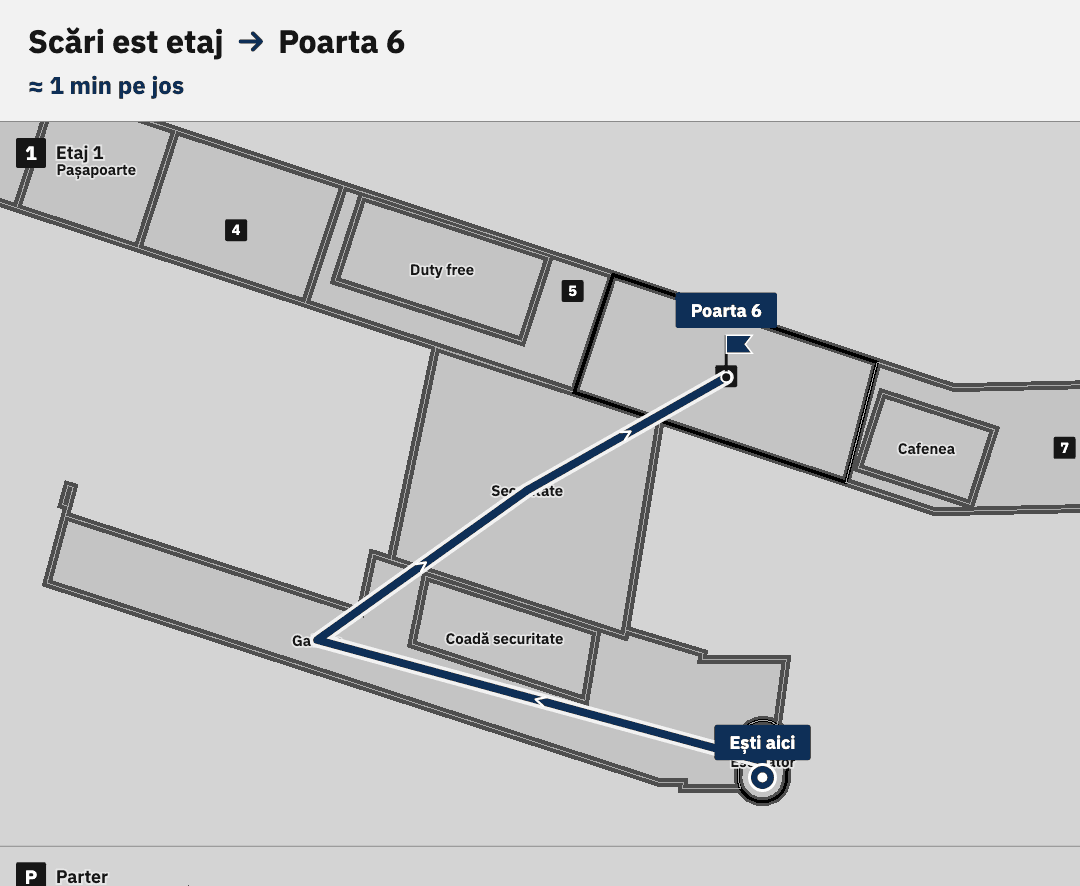 Scări est etaj → Poarta 6
≈ 1 min pe jos
1 Etaj 1
Pașapoarte
4
Duty free
5
Poarta 6
Cafenea
7
Coadă securitate
Ești aici
P Parter